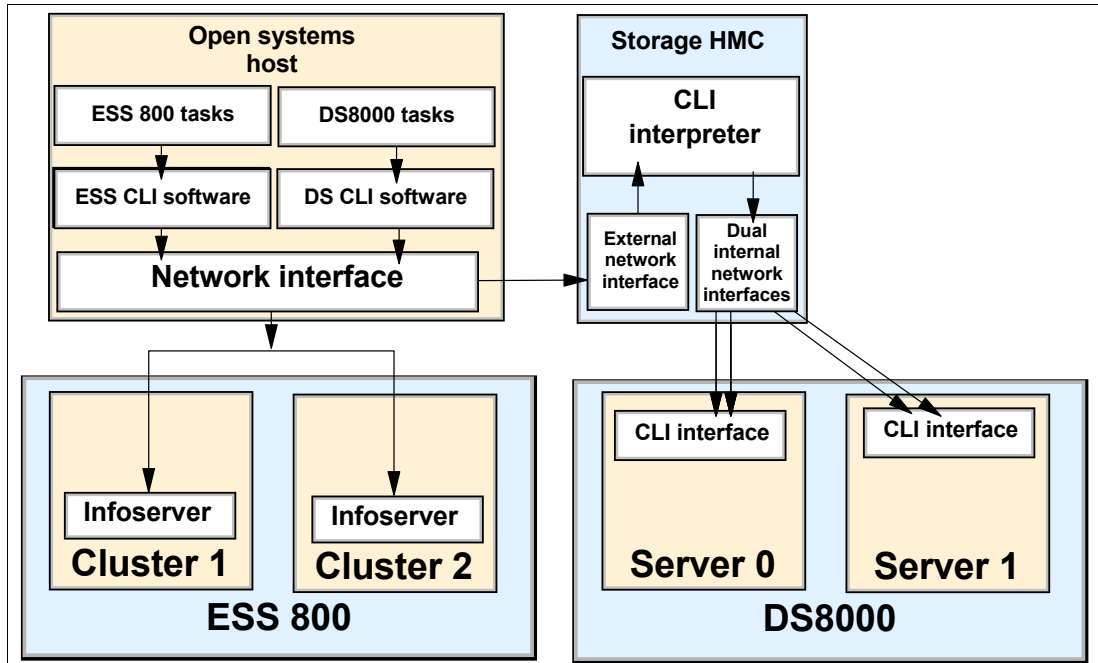 Open systems
host
ESS 800 tasks
DS8000 tasks
ESS CLI software
DS CLI software
Network interface
Storage HMC
CLI
interpreter
External
network
interface
Dual
internal
network
interfaces
Infoserver
Cluster 1
Infoserver
Cluster 2
ESS 800
CLI interface
Server 0
CLI interface
Server 1
DS8000